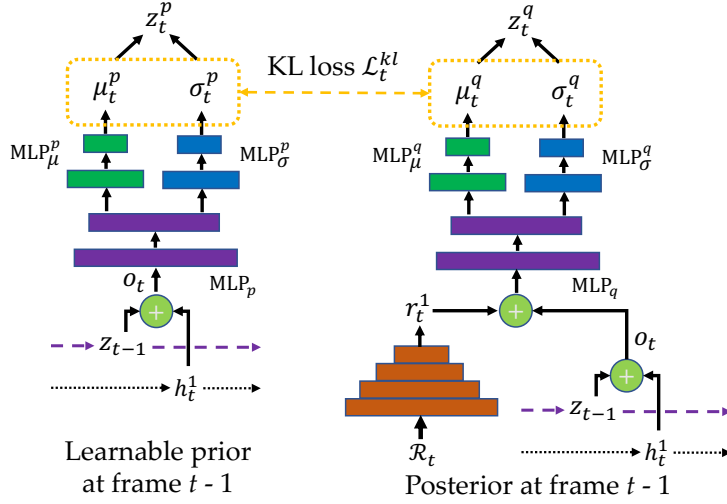 z_t^p
μ_t^p
σ_t^p
MLP_μ^p
MLP_σ^p
o_t
MLP_p
+
z_{t−1}
h_t^1
Learnable prior
at frame t - 1
KL loss ℒ_t^{kl}
z_t^q
μ_t^q
σ_t^q
MLP_μ^q
MLP_σ^q
MLP_q
r_t^1
+
o_t
+
z_{t−1}
h_t^1
ℛ_t
Posterior at frame t - 1